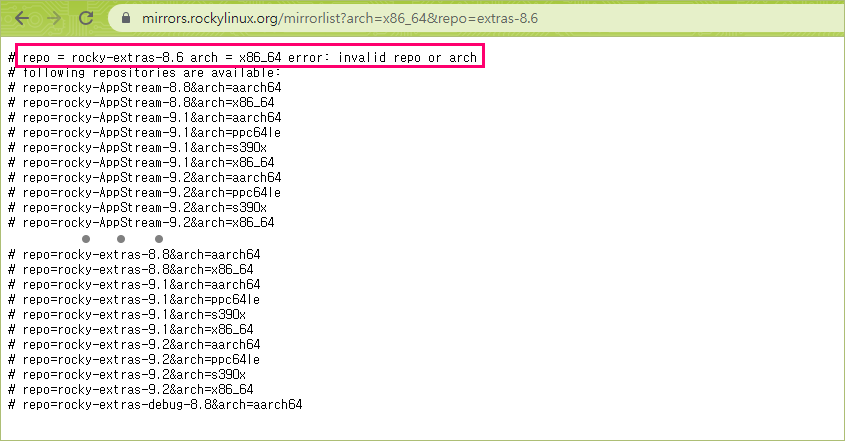 mirrors.rockylinux.org/mirrorlist?arch=x86_64&repo=extras-8.6
# repo = rocky-extras-8.6 arch = x86_64 error: invalid repo or arch
# following repositories are available:
# repo=rocky-AppStream-8.8&arch=aarch64
# repo=rocky-AppStream-8.8&arch=x86_64
# repo=rocky-AppStream-9.1&arch=aarch64
# repo=rocky-AppStream-9.1&arch=ppc64le
# repo=rocky-AppStream-9.1&arch=s390x
# repo=rocky-AppStream-9.1&arch=x86_64
# repo=rocky-AppStream-9.2&arch=aarch64
# repo=rocky-AppStream-9.2&arch=ppc64le
# repo=rocky-AppStream-9.2&arch=s390x
# repo=rocky-AppStream-9.2&arch=x86_64
# repo=rocky-extras-8.8&arch=aarch64
# repo=rocky-extras-8.8&arch=x86_64
# repo=rocky-extras-9.1&arch=aarch64
# repo=rocky-extras-9.1&arch=ppc64le
# repo=rocky-extras-9.1&arch=s390x
# repo=rocky-extras-9.1&arch=x86_64
# repo=rocky-extras-9.2&arch=aarch64
# repo=rocky-extras-9.2&arch=ppc64le
# repo=rocky-extras-9.2&arch=s390x
# repo=rocky-extras-9.2&arch=x86_64
# repo=rocky-extras-debug-8.8&arch=aarch64